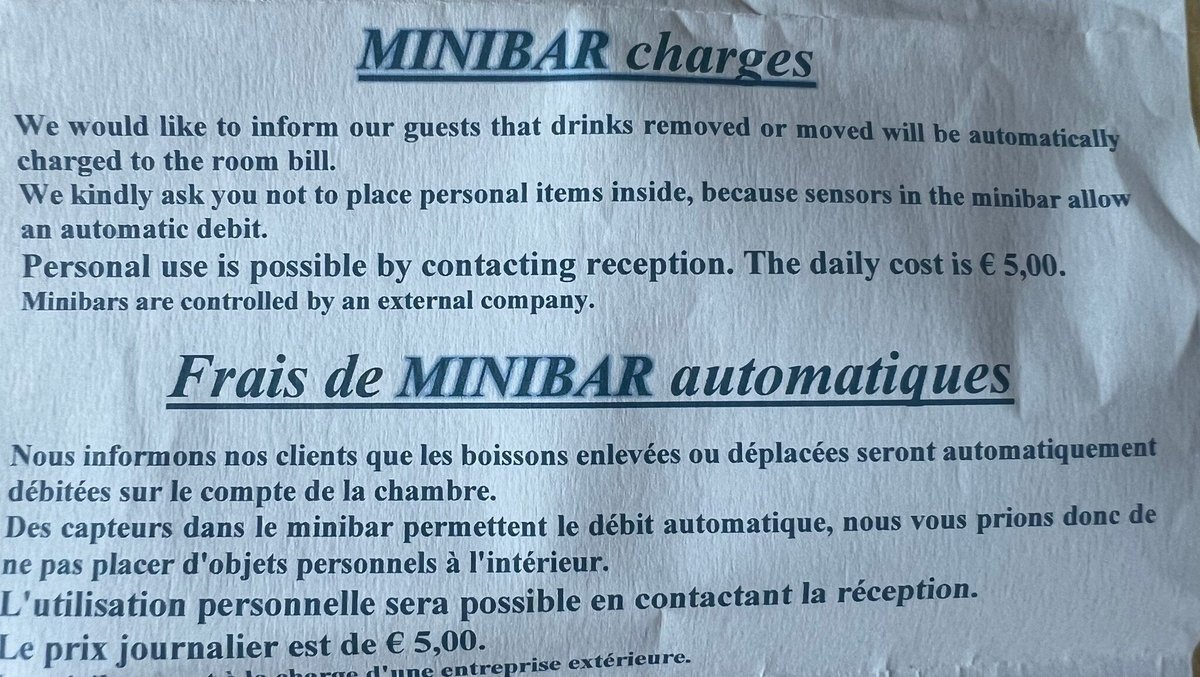 MINIBAR charges
We would like to inform our guests that drinks removed or moved will be automatically
charged to the room bill.
We kindly ask you not to place personal items inside, because sensors in the minibar allow
an automatic debit.
Personal use is possible by contacting reception. The daily cost is € 5,00.
Minibars are controlled by an external company.
Frais de MINIBAR automatiques
Nous informons nos clients que les boissons enlevées ou déplacées seront automatiquement
débitées sur le compte de la chambre.
Des capteurs dans le minibar permettent le débit automatique, nous vous prions donc de
ne pas placer d'objets personnels à l'intérieur.
L'utilisation personnelle sera possible en contactant la réception.
Le prix journalier est de € 5,00.
à la charge d'une entreprise extérieure.